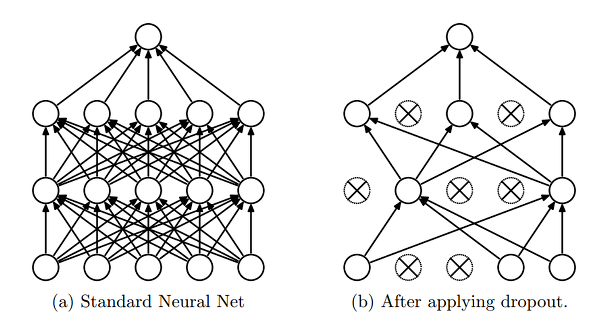 (a) Standard Neural Net
(b) After applying dropout.